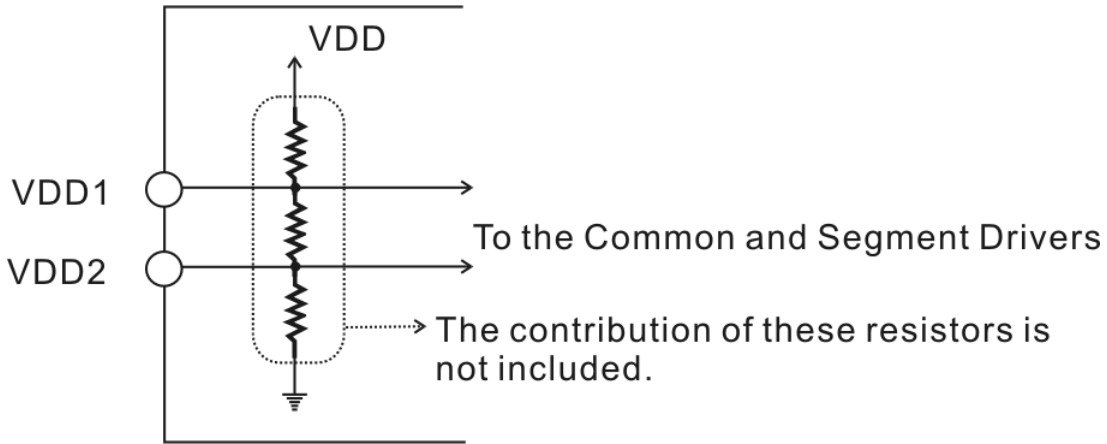 VDD
VDD1
To the Common and Segment Drivers
VDD2
The contribution of these resistors is
not included.